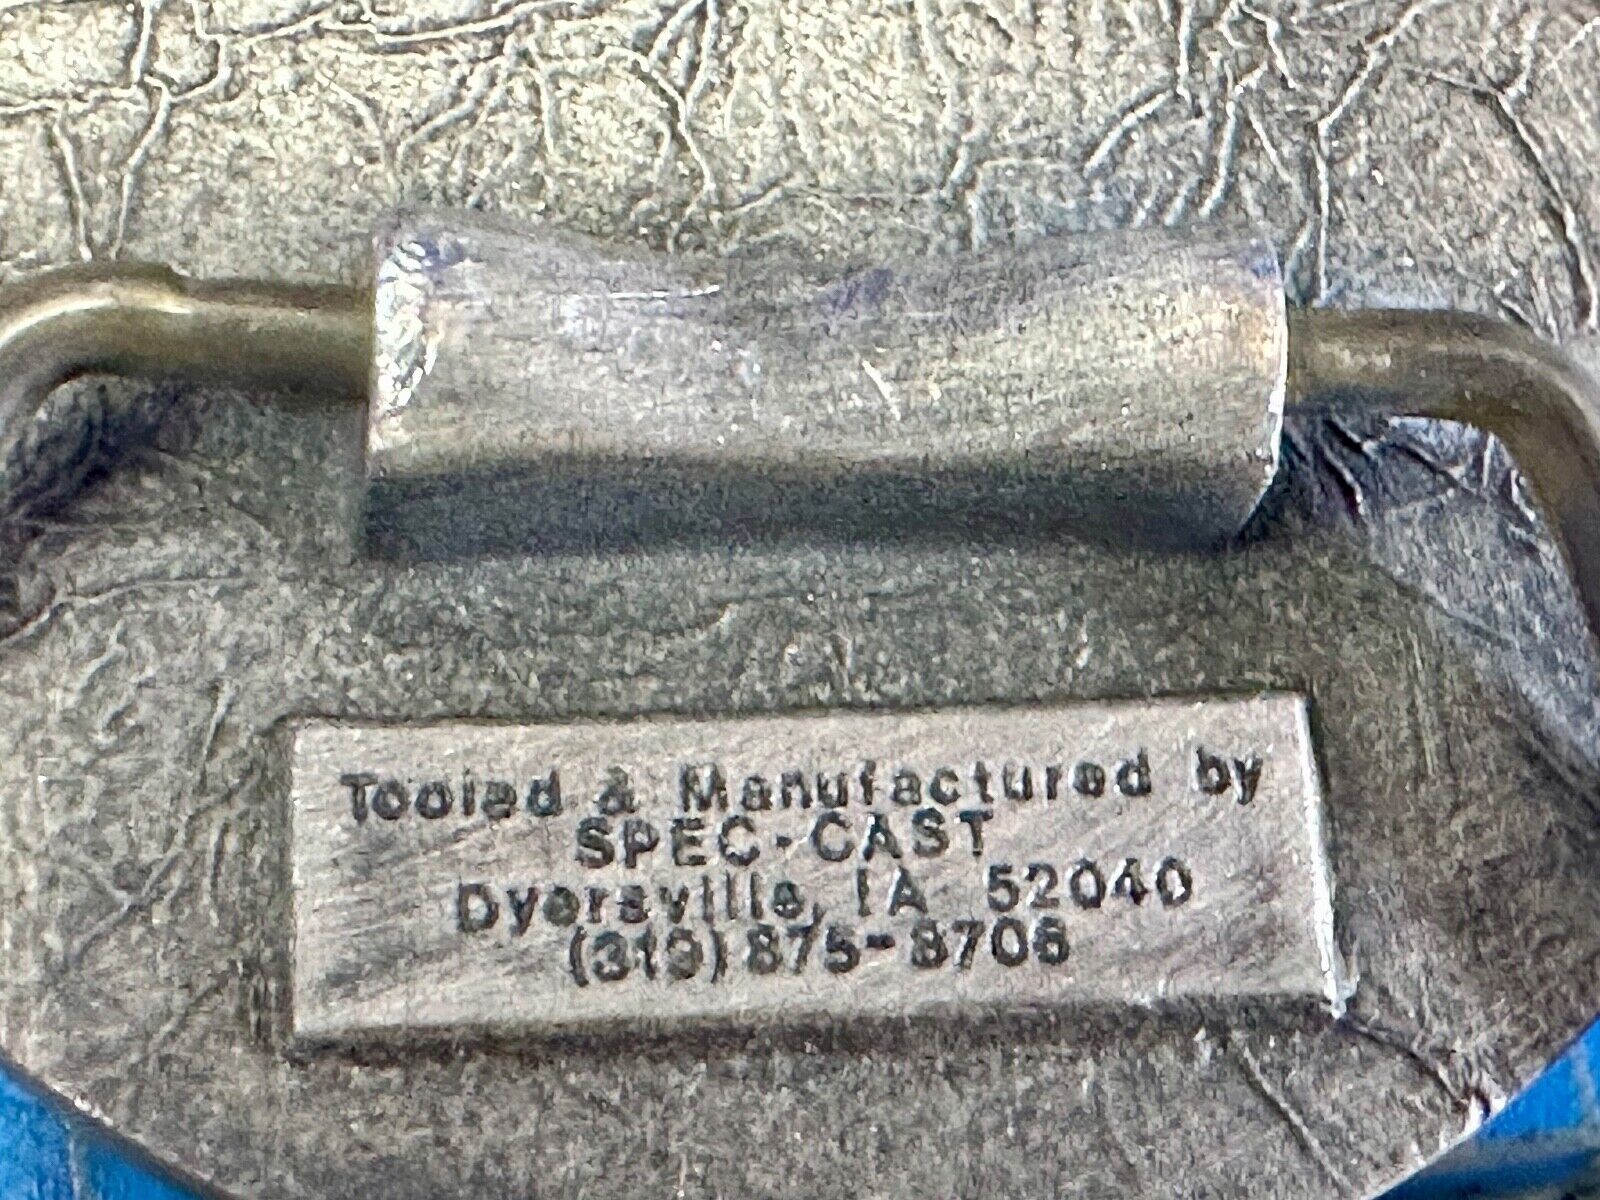 Tooled & Manufactured by
SPEC-CAST
Dyersville, IA 52040
(319) 875-8706